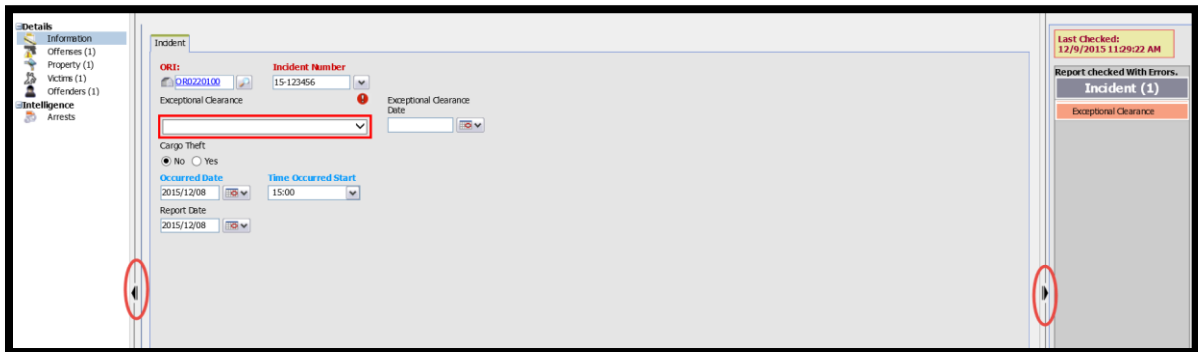 Details
Information
Offenses (1)
Property (1)
Victims (1)
Offenders (1)
Intelligence
Arrests
Incident
ORI:
Incident Number
OR0220100
15-123456
Exceptional Clearance
Exceptional Clearance
Date
Cargo Theft
No
Yes
Occurred Date
Time Occurred Start
2015/12/08
15:00
Report Date
2015/12/08
Last Checked:
12/9/2015 11:29:22 AM
Report checked With Errors.
Incident (1)
Exceptional Clearance